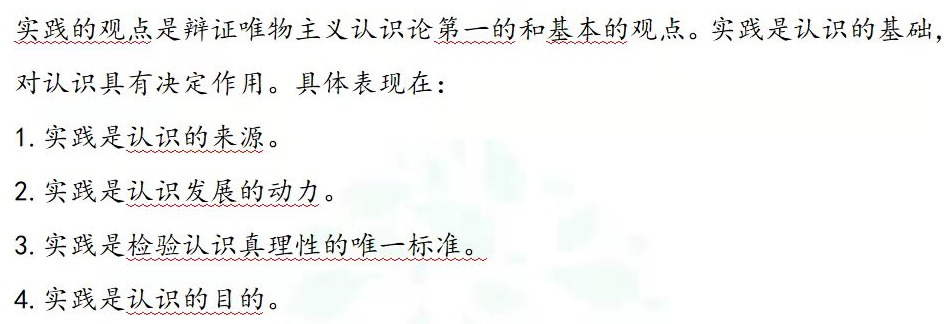 实践的观点是辩证唯物主义认识论第一的和基本的观点。实践是认识的基础，
对认识具有决定作用。具体表现在：
1. 实践是认识的来源。
2. 实践是认识发展的动力。
3. 实践是检验认识真理性的唯一标准。
4. 实践是认识的目的。